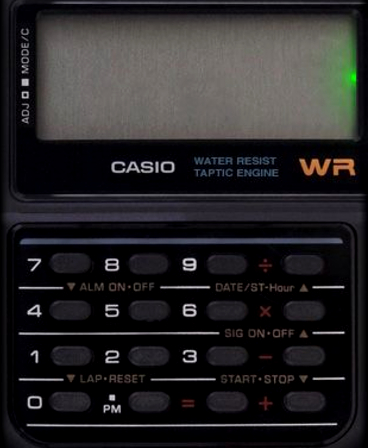 ADJ MODE/C
CASIO WATER RESIST WR
TAPTIC ENGINE
7 8 9 ÷
▼ ALM ON•OFF DATE/ST-Hour ▲
4 5 6 ×
SIG ON•OFF ▲
1 2 3 −
▼ LAP•RESET START•STOP ▼
0 PM = +